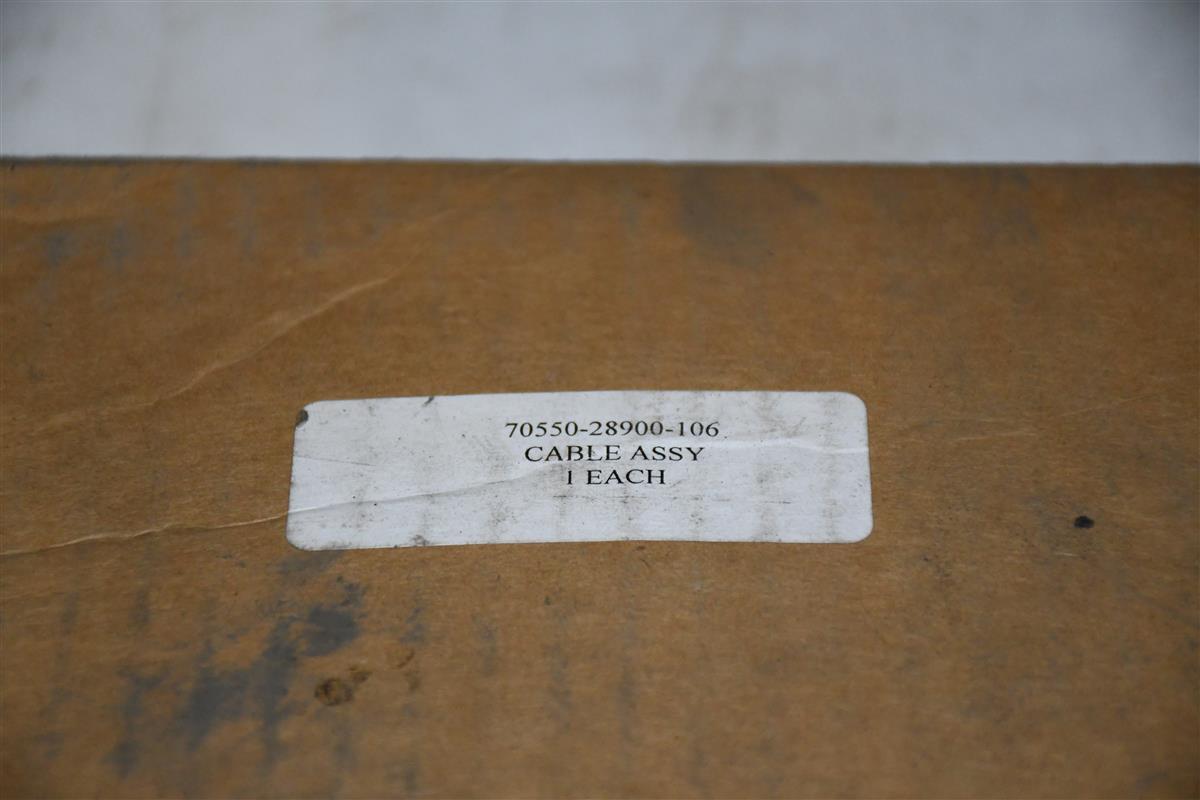 70550-28900-106
CABLE ASSY
1 EACH